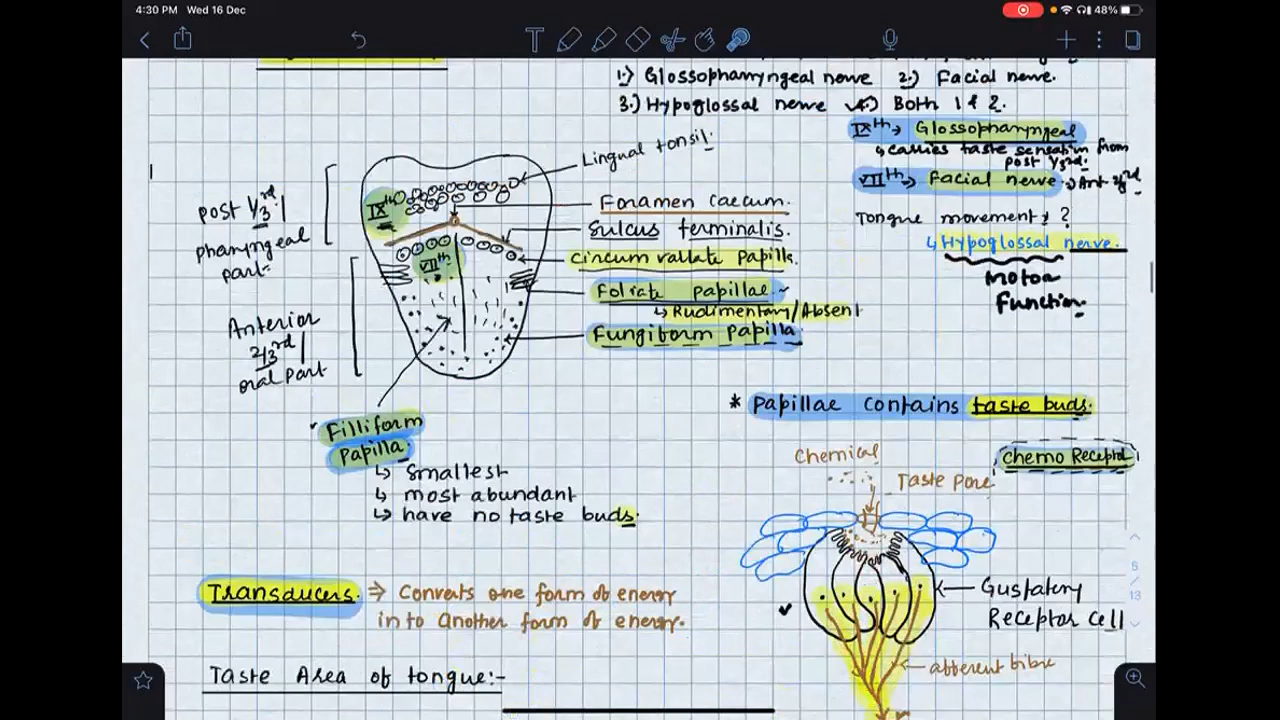 4:30 PM Wed 16 Dec
48%
1.) Glossopharyngeal nerve 2.) Facial nerve.
3.) Hypoglossal nerve 4.) Both 1 & 2.
IXth → Glossopharyngeal
↳ carries taste sensation from
post 1/3rd.
VIIth → Facial nerve → Ant 2/3rd
Tongue movement → ?
↳ Hypoglossal nerve.
Motor
Function.
Lingual tonsil
Foramen caecum.
Sulcus terminalis.
Circum vallate papilla.
Foliate papillae
↳ Rudimentary/Absent
Fungiform Papilla
IXth
VIIth
post 1/3rd
pharyngeal
part
Anterior
2/3rd
oral part
Filliform
Papilla
↳ smallest
↳ most abundant
↳ have no taste buds
* Papillae contains taste buds.
Chemical
Chemo Receptor
Taste Pore
Gustatory
Receptor cell
afferent fibre
Transducers ⇒ Converts one form of energy
in to another form of energy.
Taste Area of tongue:-
6
/
13